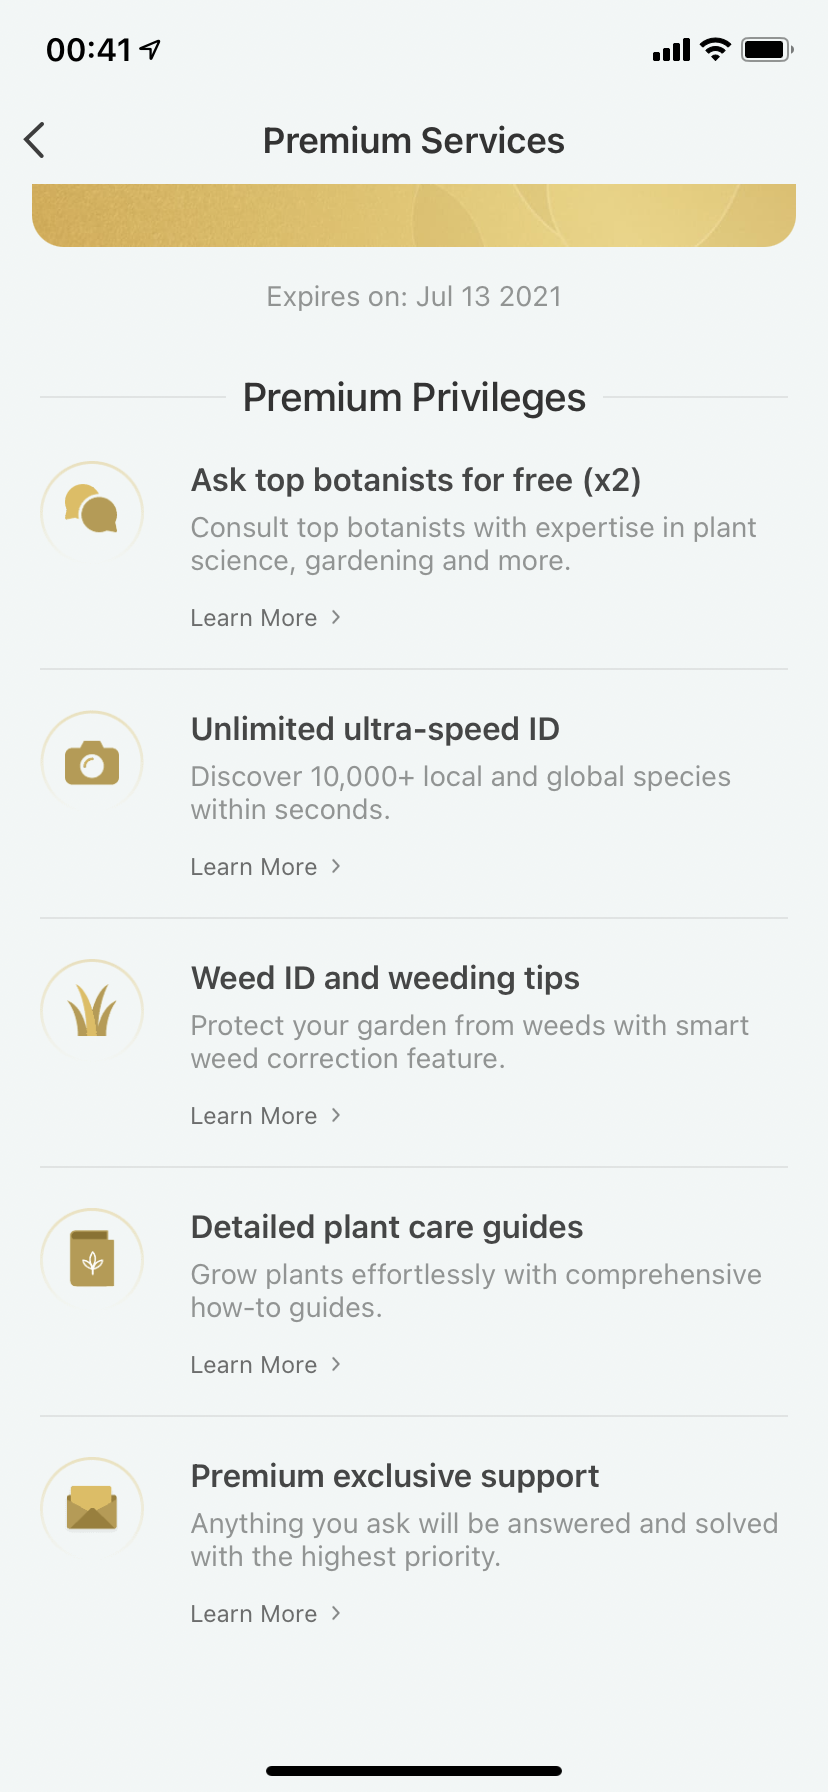 00:41
Premium Services
Expires on: Jul 13 2021
Premium Privileges
Ask top botanists for free (x2)
Consult top botanists with expertise in plant
science, gardening and more.
Learn More
Unlimited ultra-speed ID
Discover 10,000+ local and global species
within seconds.
Learn More
Weed ID and weeding tips
Protect your garden from weeds with smart
weed correction feature.
Learn More
Detailed plant care guides
Grow plants effortlessly with comprehensive
how-to guides.
Learn More
Premium exclusive support
Anything you ask will be answered and solved
with the highest priority.
Learn More